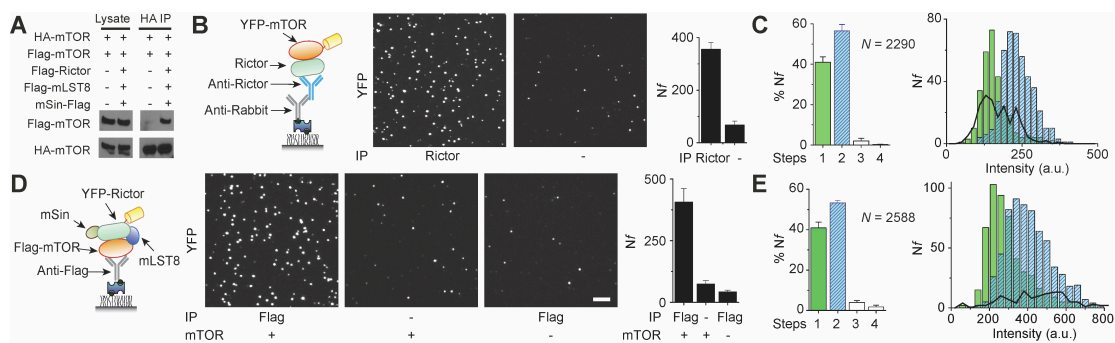 A
Lysate HA IP
HA-mTOR + + + +
Flag-mTOR + + + +
Flag-Rictor - + - +
Flag-mLST8 - + - +
mSin-Flag - + - +
Flag-mTOR
HA-mTOR
B
YFP-mTOR
Rictor
Anti-Rictor
Anti-Rabbit
YFP
IP Rictor -
Nf
400
200
0
IP Rictor -
C
% Nf
60
40
20
0
N = 2290
Steps 1 2 3 4
Nf
80
40
0
0 250 500
Intensity (a.u.)
D
YFP-Rictor
mSin
Flag-mTOR
mLST8
Anti-Flag
YFP
IP Flag - Flag
mTOR + + -
Nf
500
250
0
IP Flag - Flag
mTOR + + -
E
% Nf
60
40
20
0
N = 2588
Steps 1 2 3 4
Nf
100
50
0
0 200 400 600 800
Intensity (a.u.)